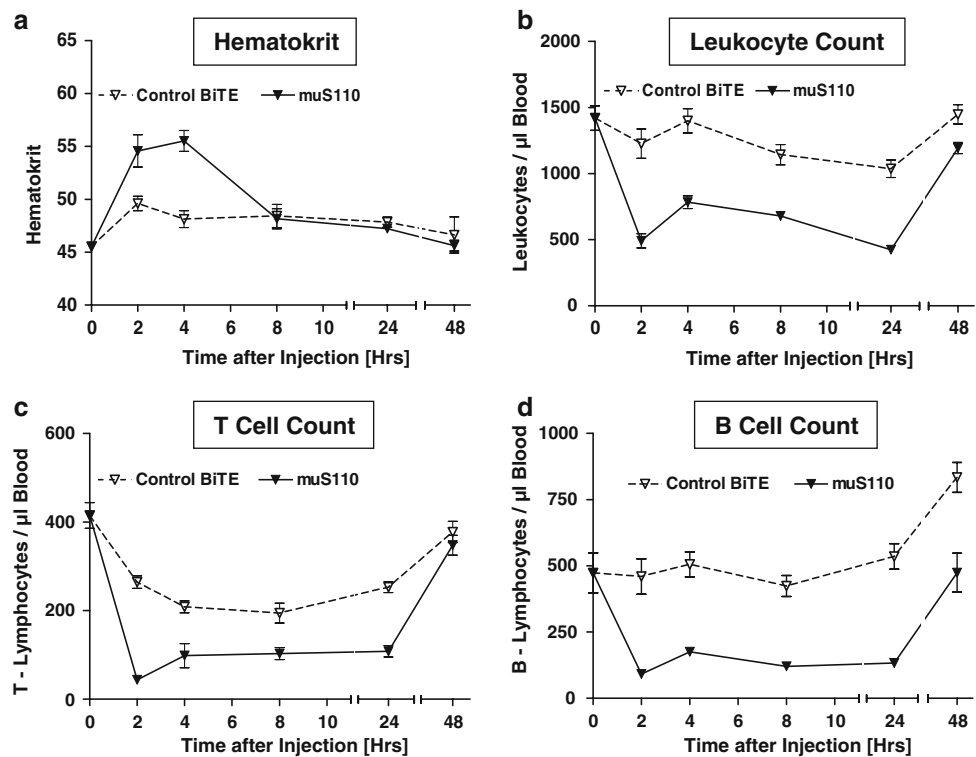 a
Hematokrit
65
60
55
50
45
40
Control BiTE
muS110
Hematokrit
0 2 4 6 8 10 24 48
Time after Injection [Hrs]
b
Leukocyte Count
2000
1500
1000
500
0
Control BiTE
muS110
Leukocytes / µl Blood
0 2 4 6 8 10 24 48
Time after Injection [Hrs]
c
T Cell Count
600
400
200
0
Control BiTE
muS110
T - Lymphocytes / µl Blood
0 2 4 6 8 10 24 48
Time after Injection [Hrs]
d
B Cell Count
1000
750
500
250
0
Control BiTE
muS110
B - Lymphocytes / µl Blood
0 2 4 6 8 10 24 48
Time after Injection [Hrs]